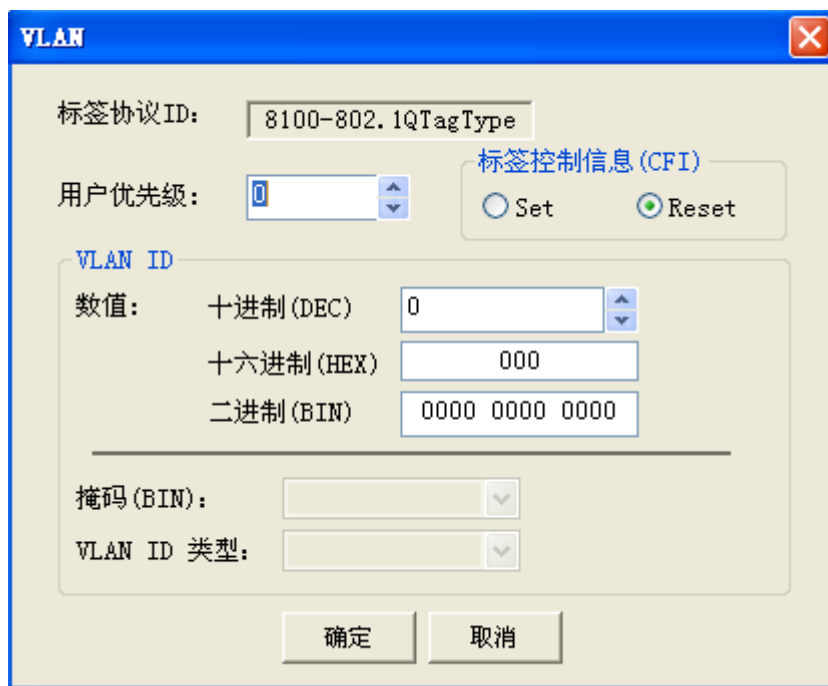 VLAN
标签协议ID: 8100-802.1QTagType
标签控制信息(CFI)
用户优先级: 0
Set Reset
VLAN ID
数值: 十进制(DEC) 0
十六进制(HEX) 000
二进制(BIN) 0000 0000 0000
掩码(BIN):
VLAN ID 类型:
确定 取消